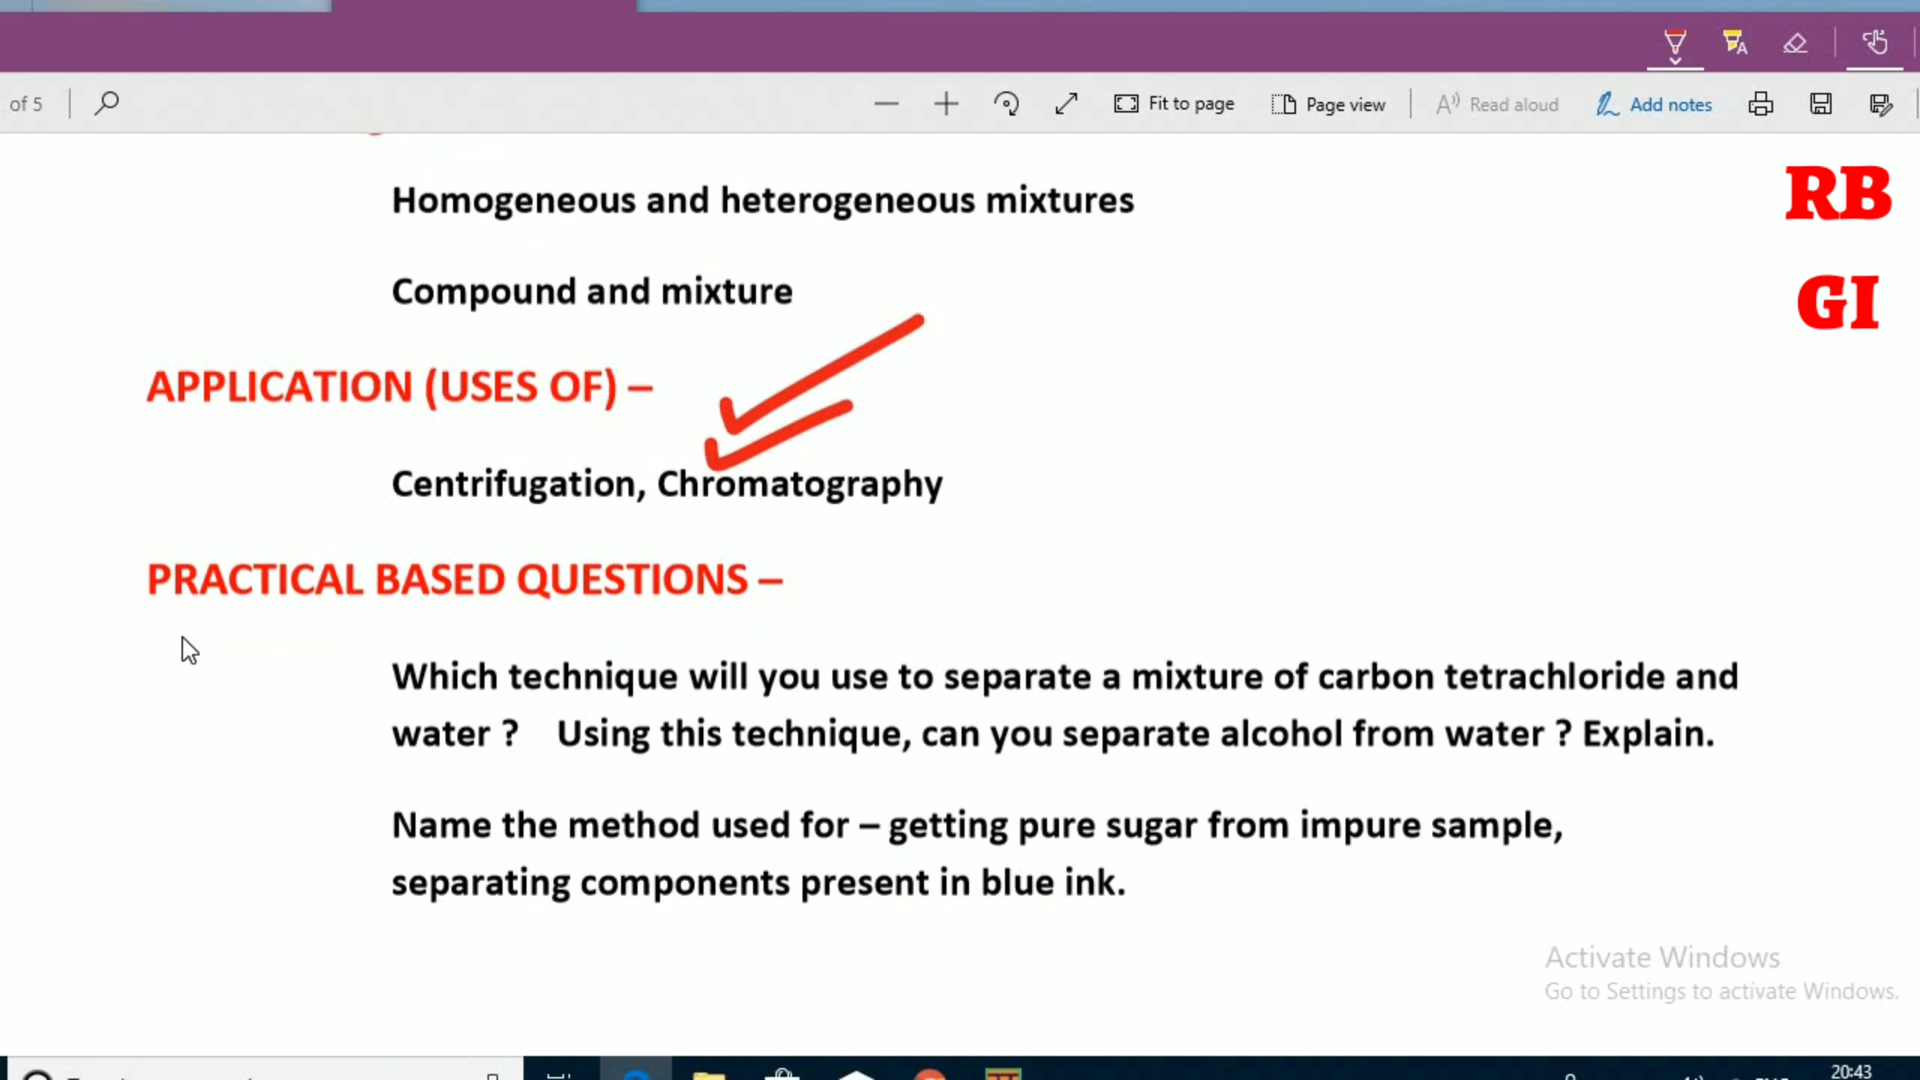 of 5
Fit to page
Page view
Read aloud
Add notes
RB
GI
Homogeneous and heterogeneous mixtures
Compound and mixture
APPLICATION (USES OF) –
Centrifugation, Chromatography
PRACTICAL BASED QUESTIONS –
Which technique will you use to separate a mixture of carbon tetrachloride and
water ? Using this technique, can you separate alcohol from water ? Explain.
Name the method used for – getting pure sugar from impure sample,
separating components present in blue ink.
Activate Windows
Go to Settings to activate Windows.
20:43